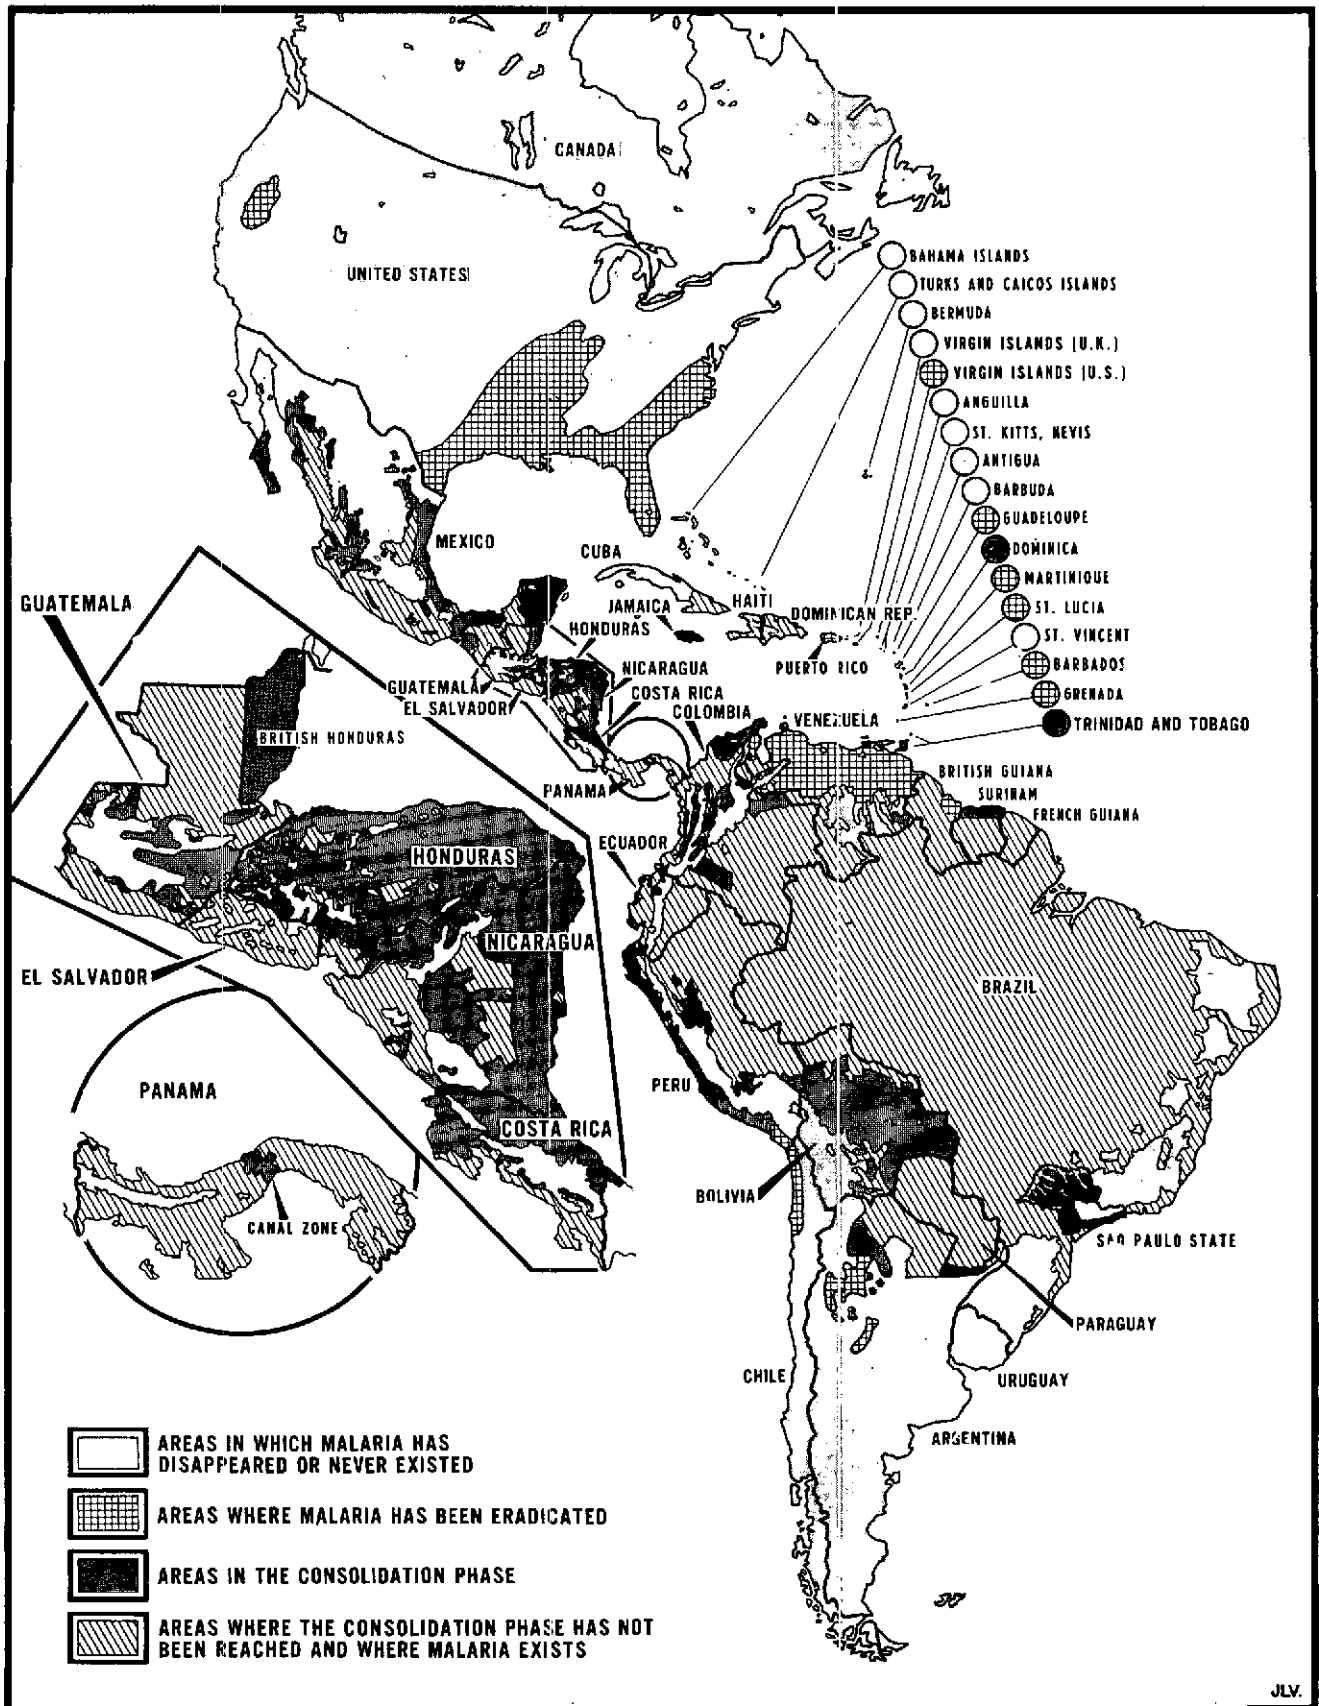 CANADA
UNITED STATES
BAHAMA ISLANDS
TURKS AND CAICOS ISLANDS
BERMUDA
VIRGIN ISLANDS (U.K.)
VIRGIN ISLANDS (U.S.)
ANGUILLA
ST. KITTS, NEVIS
ANTIGUA
BARBUDA
GUADELOUPE
DOMINICA
MARTINIQUE
ST. LUCIA
ST. VINCENT
BARBADOS
GRENADA
TRINIDAD AND TOBAGO
MEXICO
CUBA
JAMAICA
HAITI
DOMINICAN REP.
PUERTO RICO
HONDURAS
NICARAGUA
COSTA RICA
COLOMBIA
GUATEMALA
EL SALVADOR
PANAMA
VENEZUELA
BRITISH GUIANA
SURINAM
FRENCH GUIANA
ECUADOR
BRAZIL
PERU
BOLIVIA
SAO PAULO STATE
PARAGUAY
URUGUAY
CHILE
ARGENTINA
GUATEMALA
BRITISH HONDURAS
HONDURAS
NICARAGUA
EL SALVADOR
COSTA RICA
PANAMA
CANAL ZONE
AREAS IN WHICH MALARIA HAS
DISAPPEARED OR NEVER EXISTED
AREAS WHERE MALARIA HAS BEEN ERADICATED
AREAS IN THE CONSOLIDATION PHASE
AREAS WHERE THE CONSOLIDATION PHASE HAS NOT
BEEN REACHED AND WHERE MALARIA EXISTS
JLV.